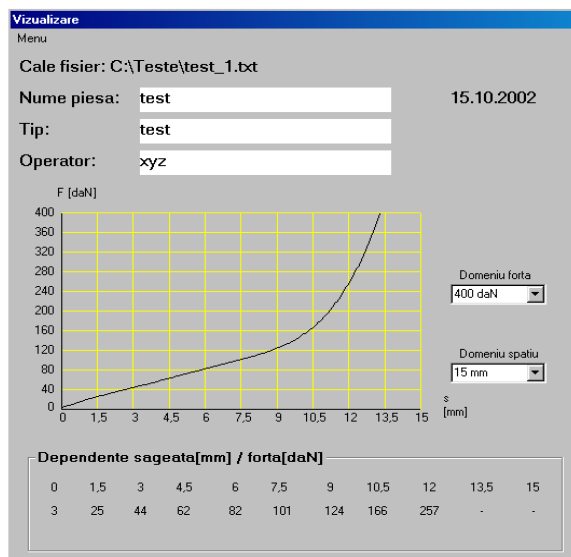 Vizualizare
Menu
Cale fisier: C:\Teste\test_1.txt
Nume piesa: test 15.10.2002
Tip: test
Operator: xyz
F [daN]
400
360
320
280
240
200
160
120
80
40
0
0 1,5 3 4,5 6 7,5 9 10,5 12 13,5 15
s
[mm]
Domeniu forta
400 daN
Domeniu spatiu
15 mm
Dependente sageata[mm] / forta[daN]
0 1,5 3 4,5 6 7,5 9 10,5 12 13,5 15
3 25 44 62 82 101 124 166 257 - -